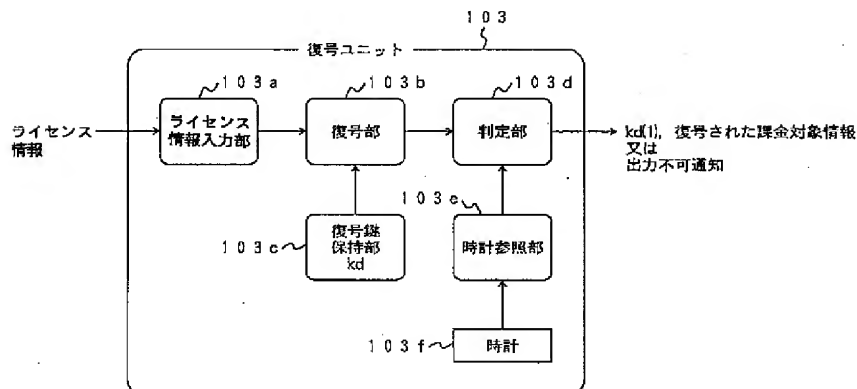 103
復号ユニット
103a
103b
103d
ライセンス
情報
ライセンス
情報入力部
復号部
判定部
kd(1), 復号された課金対象情報
又は
出力不可通知
103e
103c
復号鍵
保持部
kd
時計参照部
103f
時計